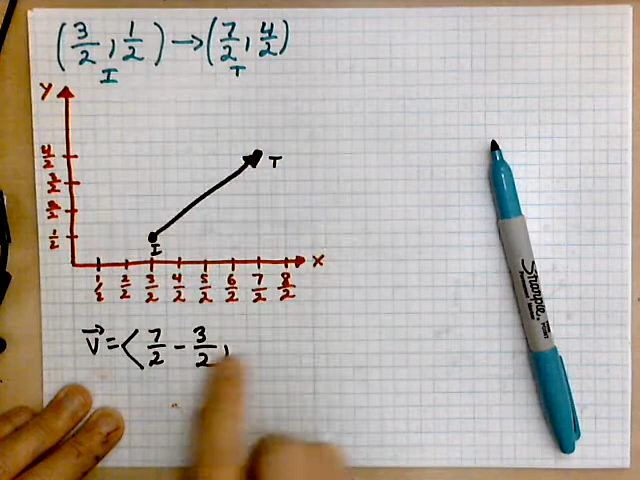 (3/2, 1/2) → (7/2, 4/2)
I T
Y
4/2
3/2
2/2
1/2
T
I
X
1/2 2/2 3/2 4/2 5/2 6/2 7/2 8/2
v⃗ = < 7/2 - 3/2,
Sharpie